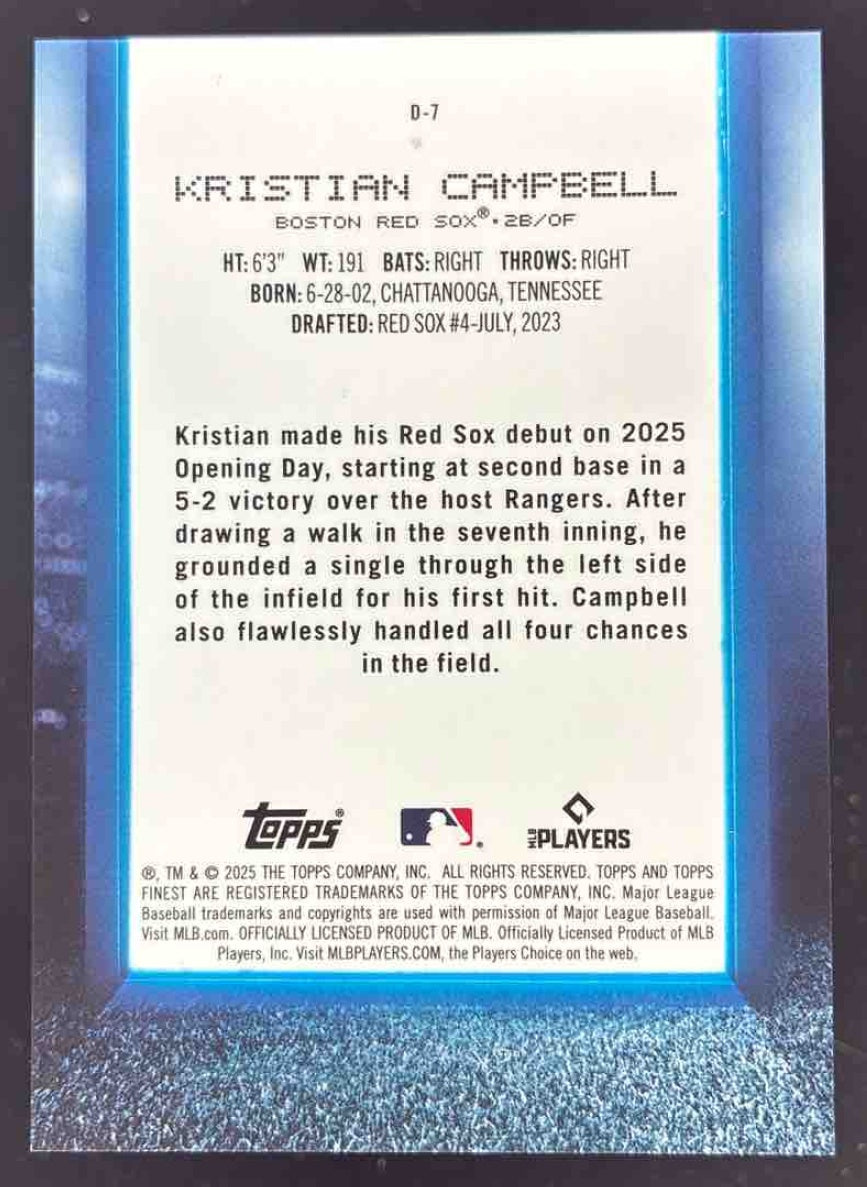 D-7
KRISTIAN CAMPBELL
BOSTON RED SOX®•2B/OF
HT: 6'3" WT: 191 BATS: RIGHT THROWS: RIGHT
BORN: 6-28-02, CHATTANOOGA, TENNESSEE
DRAFTED: RED SOX #4-JULY, 2023
Kristian made his Red Sox debut on 2025
Opening Day, starting at second base in a
5-2 victory over the host Rangers. After
drawing a walk in the seventh inning, he
grounded a single through the left side
of the infield for his first hit. Campbell
also flawlessly handled all four chances
in the field.
topps® MLB PLAYERS
®, TM & © 2025 THE TOPPS COMPANY, INC. ALL RIGHTS RESERVED. TOPPS AND TOPPS
FINEST ARE REGISTERED TRADEMARKS OF THE TOPPS COMPANY, INC. Major League
Baseball trademarks and copyrights are used with permission of Major League Baseball.
Visit MLB.com. OFFICIALLY LICENSED PRODUCT OF MLB. Officially Licensed Product of MLB
Players, Inc. Visit MLBPLAYERS.COM, the Players Choice on the web.